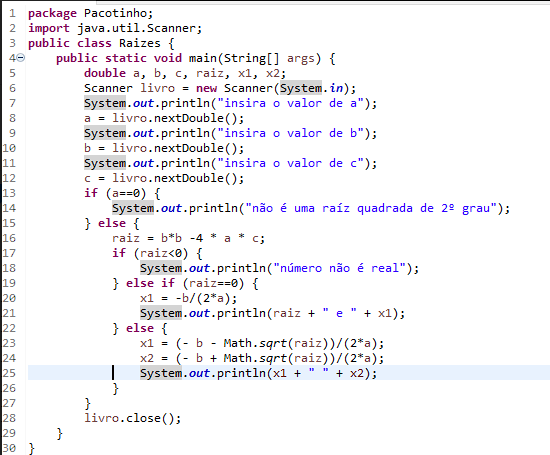 1 package Pacotinho;
2 import java.util.Scanner;
3 public class Raizes {
4 public static void main(String[] args) {
5 double a, b, c, raiz, x1, x2;
6 Scanner livro = new Scanner(System.in);
7 System.out.println("insira o valor de a");
8 a = livro.nextDouble();
9 System.out.println("insira o valor de b");
10 b = livro.nextDouble();
11 System.out.println("insira o valor de c");
12 c = livro.nextDouble();
13 if (a==0) {
14 System.out.println("não é uma raíz quadrada de 2º grau");
15 } else {
16 raiz = b*b -4 * a * c;
17 if (raiz<0) {
18 System.out.println("número não é real");
19 } else if (raiz==0) {
20 x1 = -b/(2*a);
21 System.out.println(raiz + " e " + x1);
22 } else {
23 x1 = (- b - Math.sqrt(raiz))/(2*a);
24 x2 = (- b + Math.sqrt(raiz))/(2*a);
25 System.out.println(x1 + " " + x2);
26 }
27 }
28 livro.close();
29 }
30 }